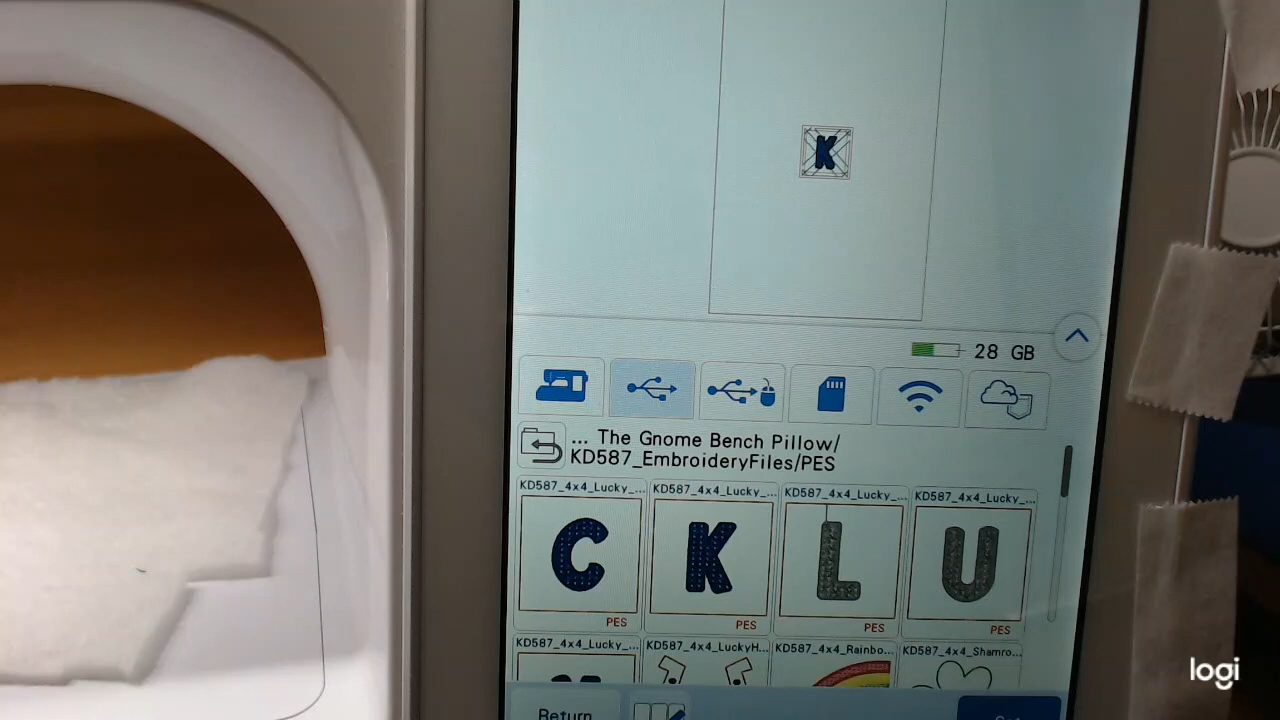 K
28 GB
... The Gnome Bench Pillow/
KD587_EmbroideryFiles/PES
KD587_4x4_Lucky_... KD587_4x4_Lucky_... KD587_4x4_Lucky_... KD587_4x4_Lucky_...
C K L U
PES PES PES PES
KD587_4x4_Lucky_... KD587_4x4_LuckyH... KD587_4x4_Rainbo... KD587_4x4_Shamro...
Return
logi